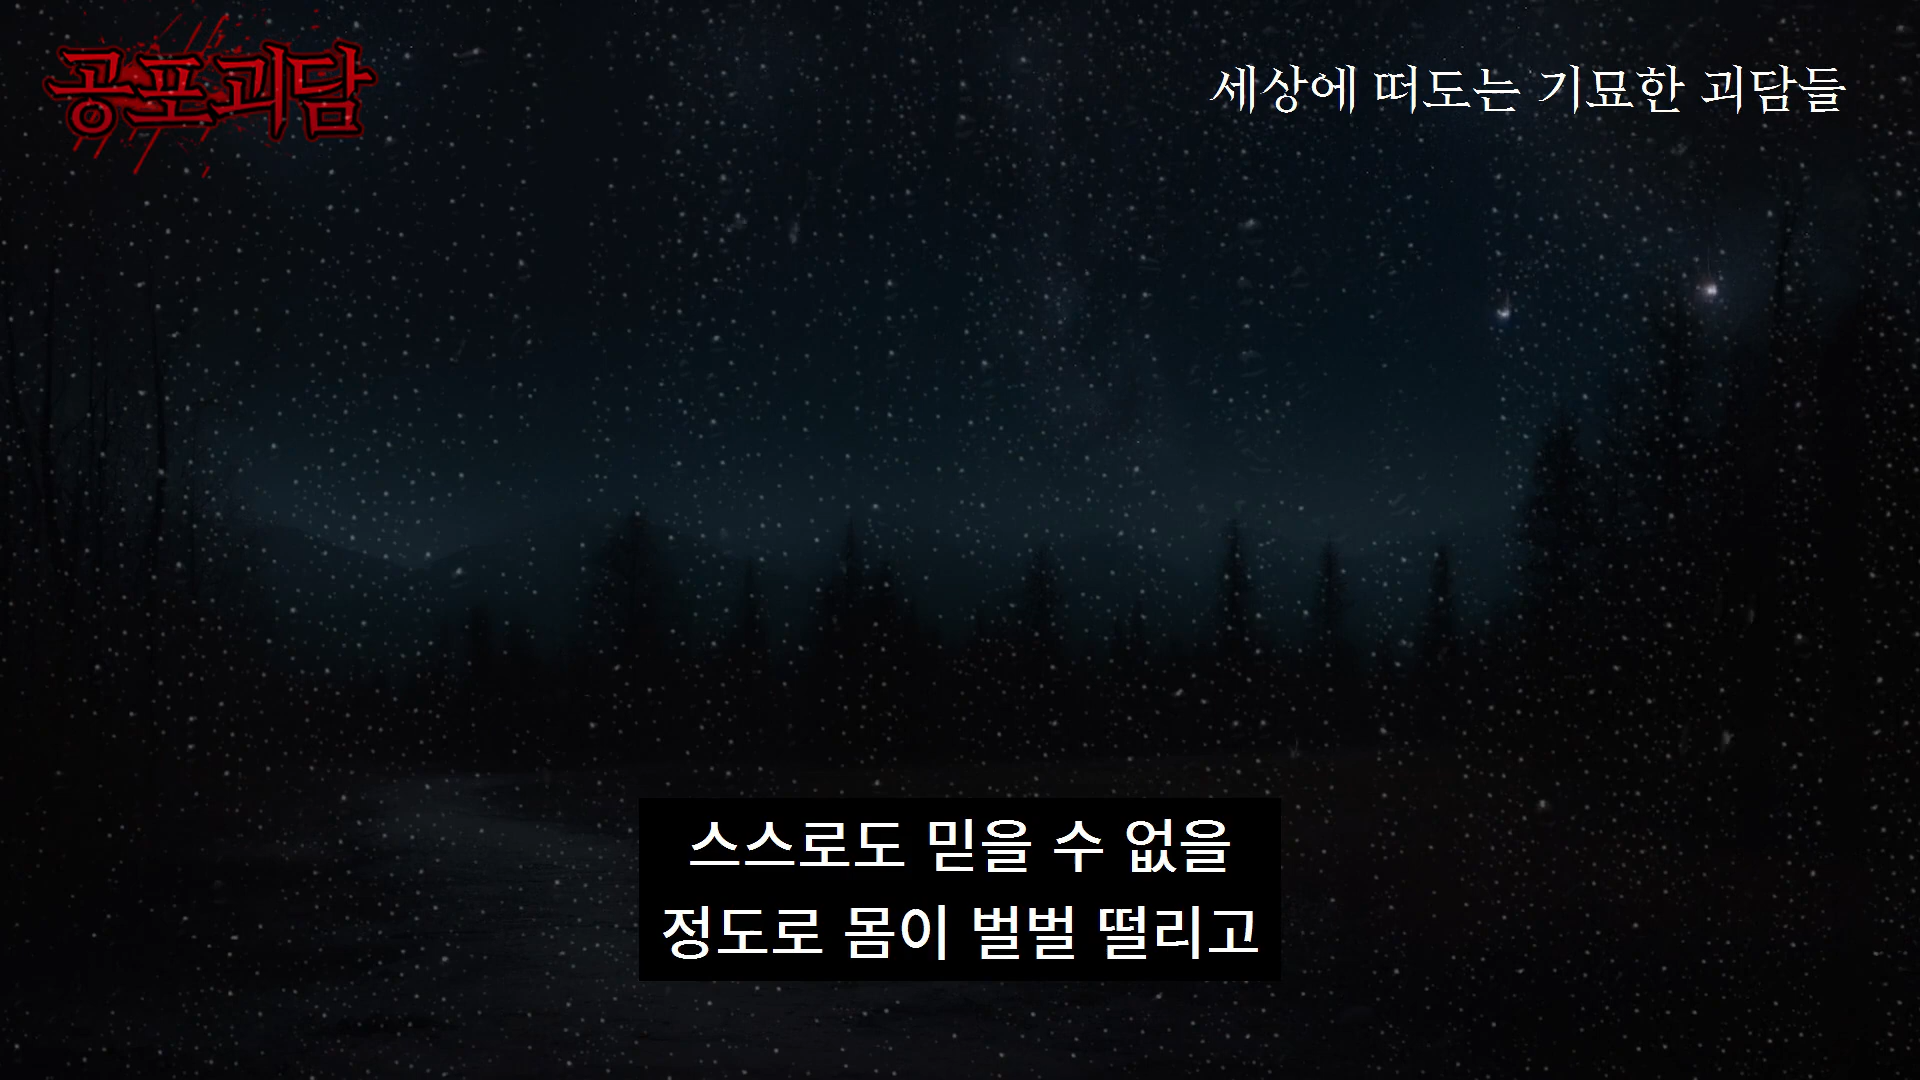 공포괴담
세상에 떠도는 기묘한 괴담들
스스로도 믿을 수 없을
정도로 몸이 벌벌 떨리고